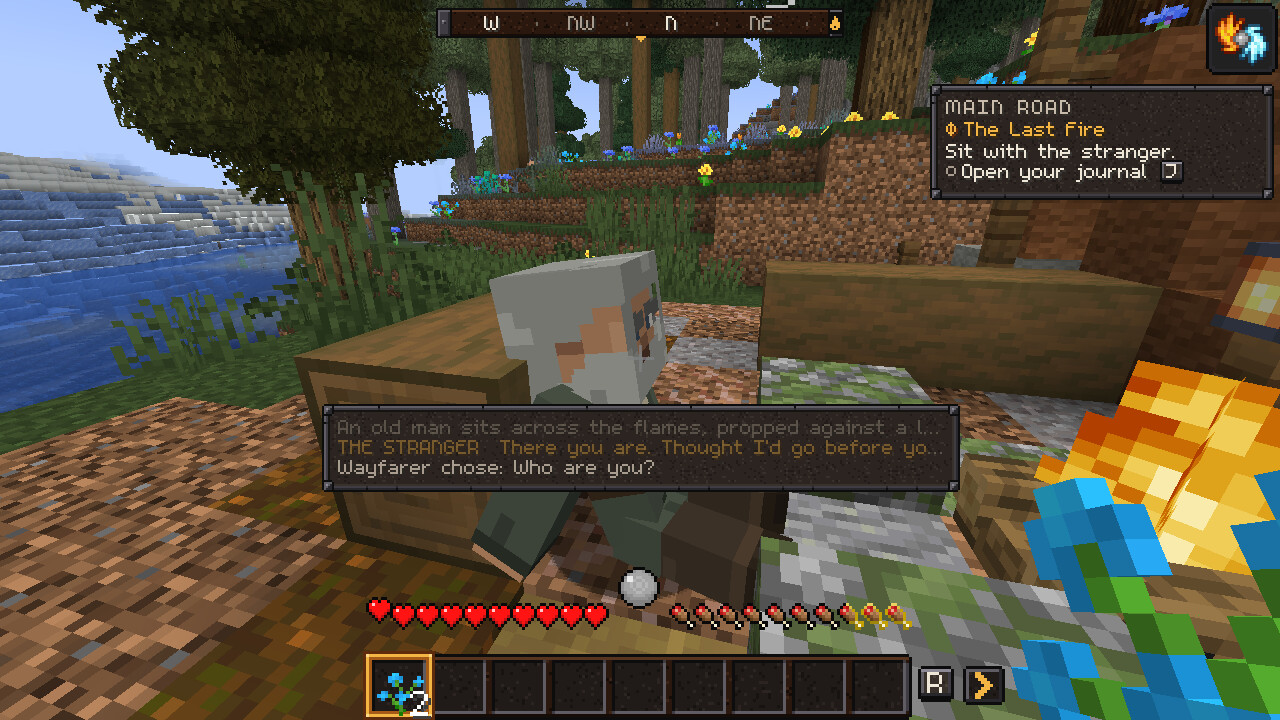 W · NW · N · NE ·
MAIN ROAD
The Last Fire
Sit with the stranger.
Open your journal J
An old man sits across the flames, propped against a l...
THE STRANGER There you are. Thought I'd go before yo...
Wayfarer chose: Who are you?
2
R